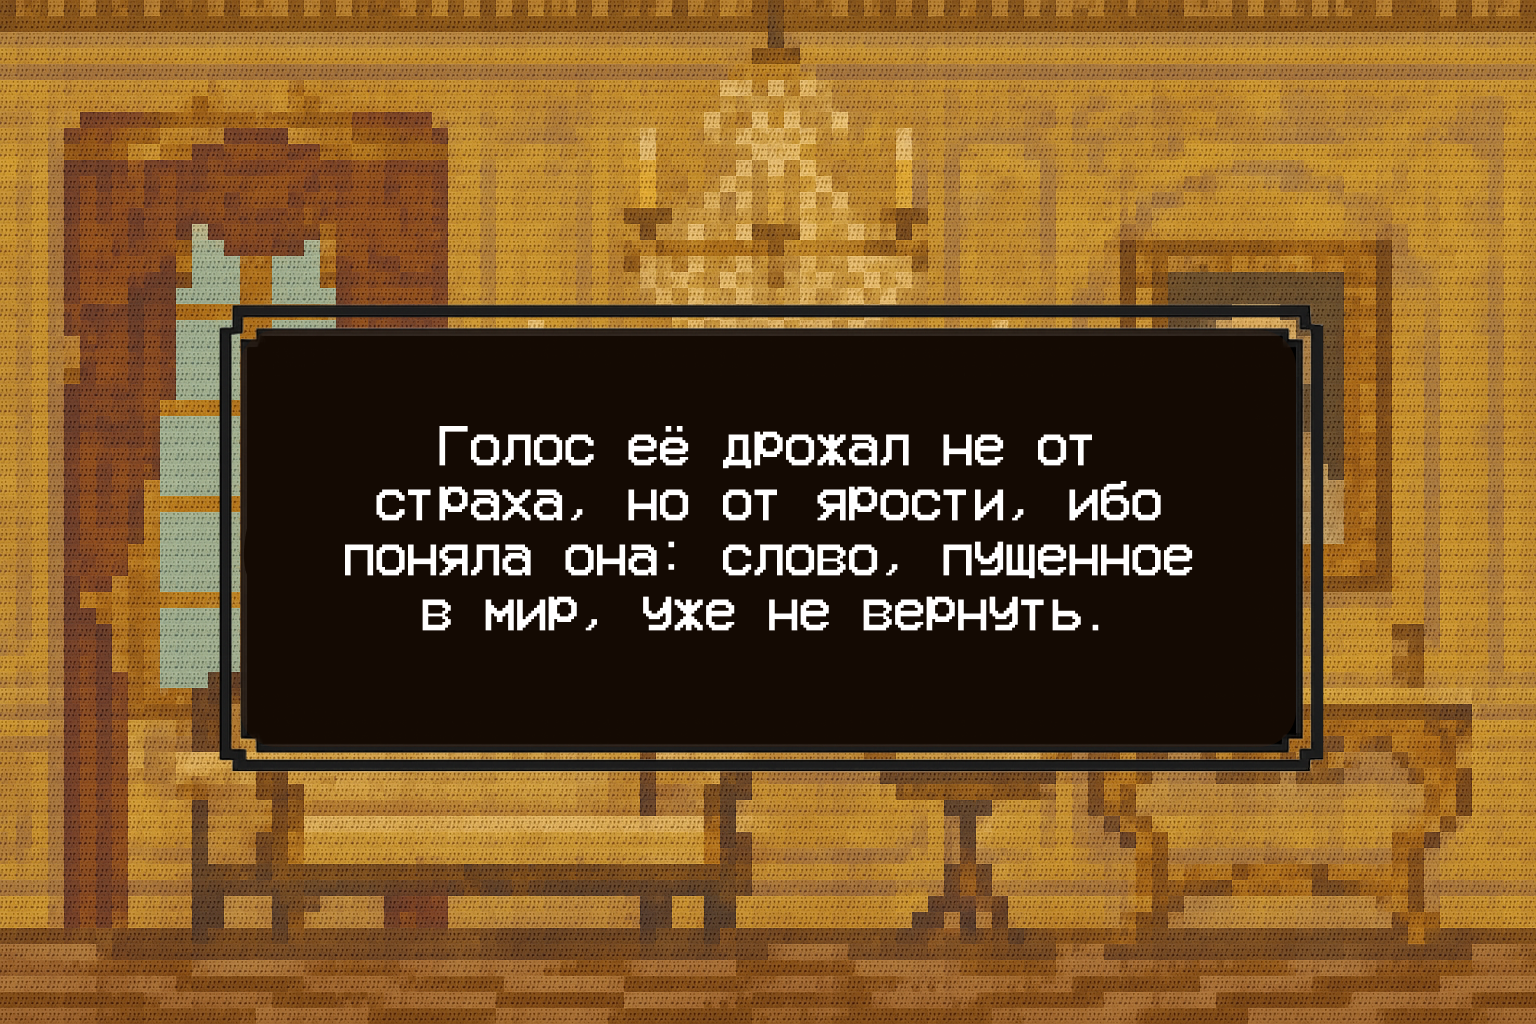 Голос её дрожал не от
страха, но от ярости, ибо
поняла она: слово, пущенное
в мир, уже не вернуть.